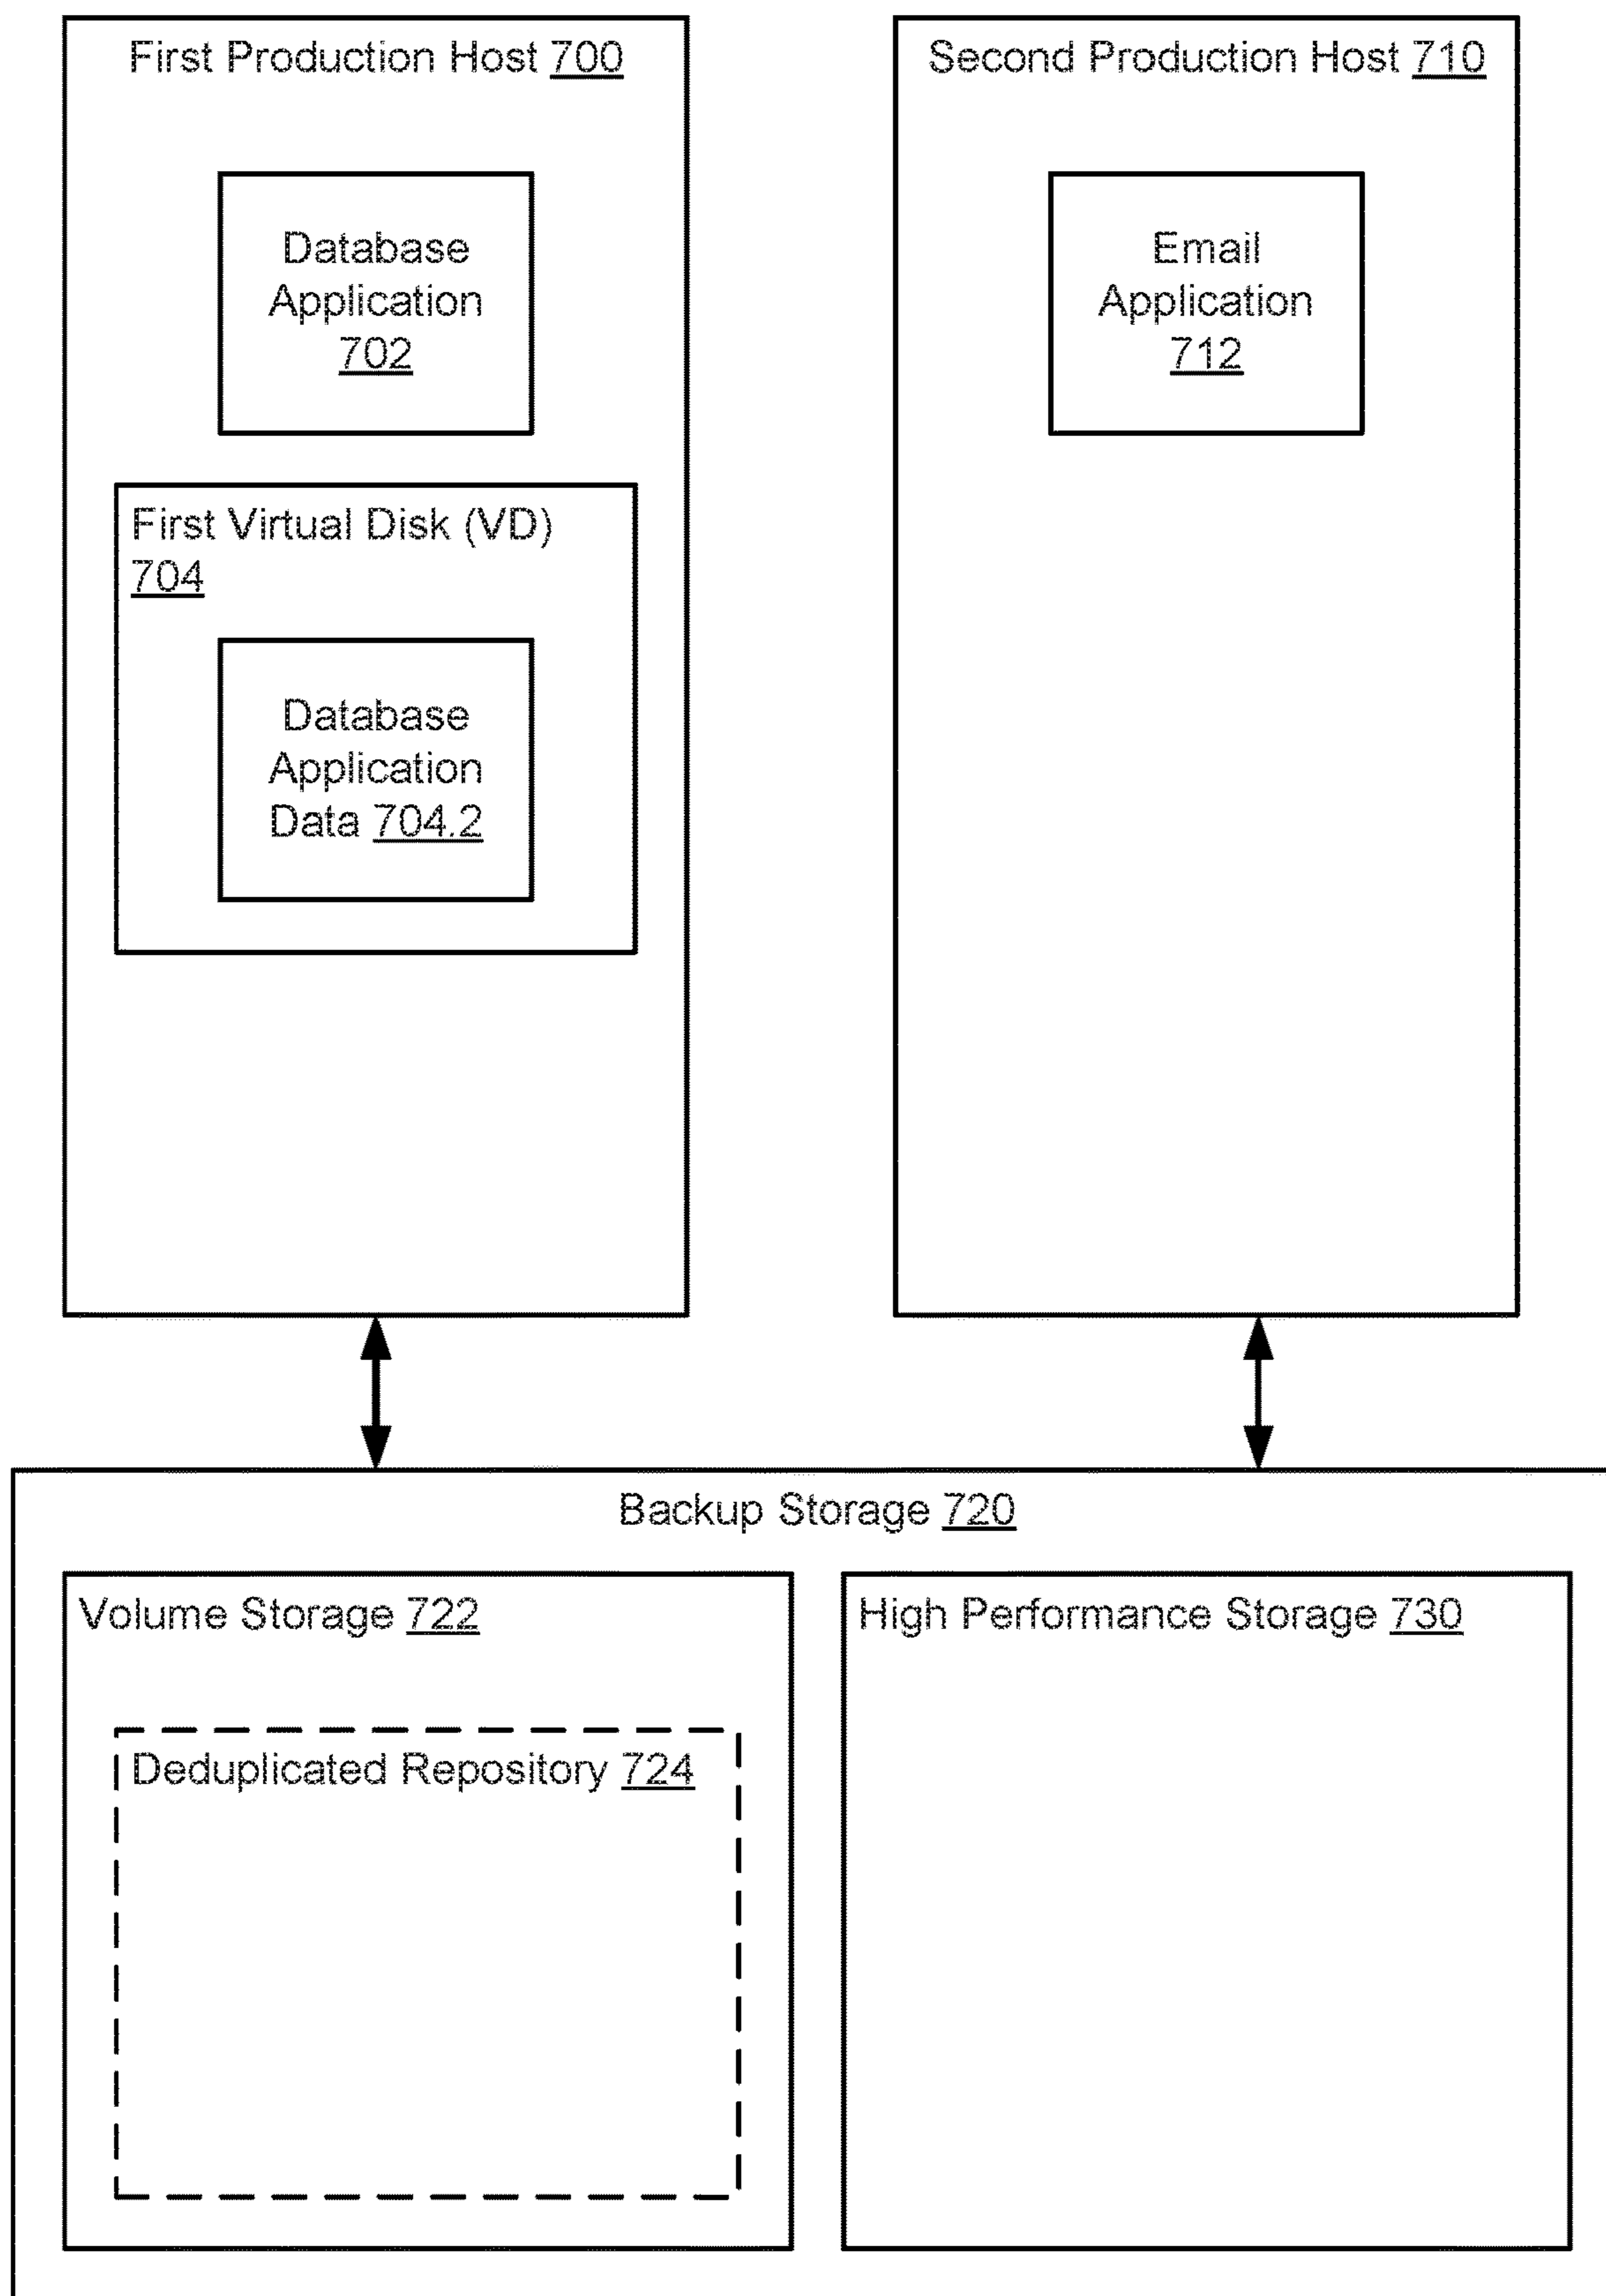 First Production Host 700
Database
Application
702
First Virtual Disk (VD)
704
Database
Application
Data 704.2
Second Production Host 710
Email
Application
712
Backup Storage 720
Volume Storage 722
Deduplicated Repository 724
High Performance Storage 730